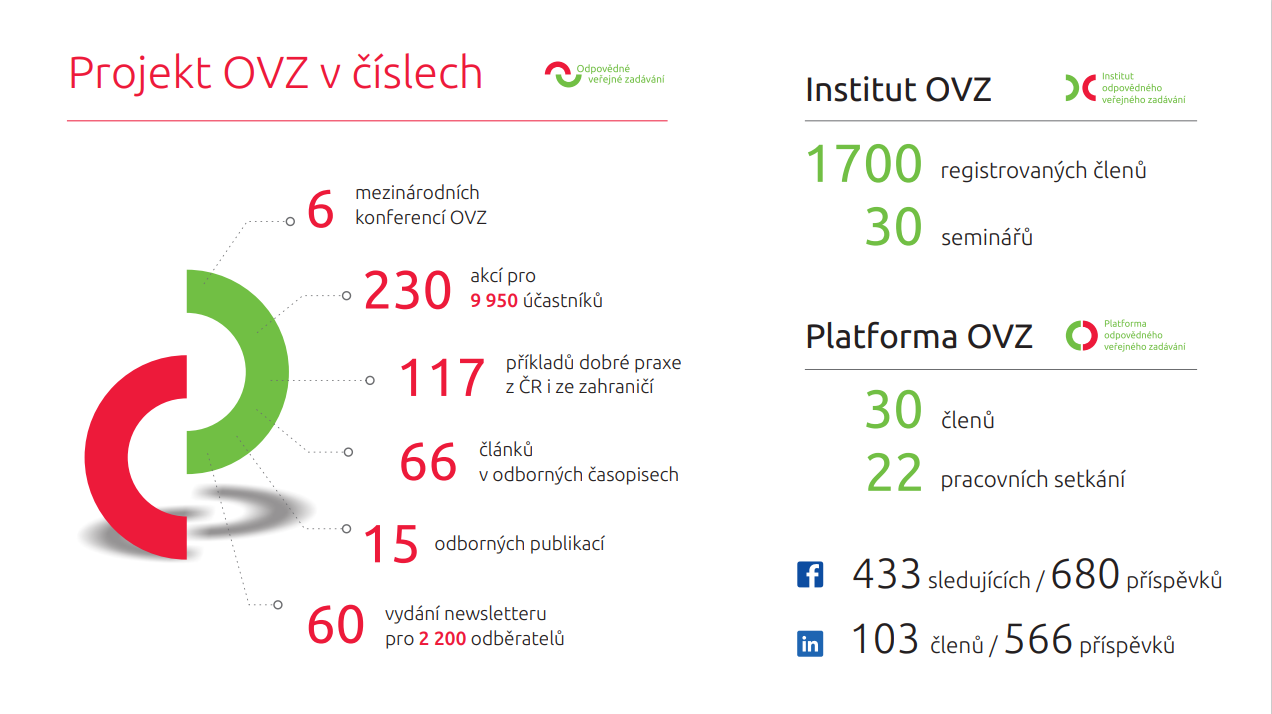 Projekt OVZ v číslech
Odpovědné
veřejné zadávání
6 mezinárodních
konferencí OVZ
230 akcí pro
9 950 účastníků
117 příkladů dobré praxe
z ČR i ze zahraničí
66 článků
v odborných časopisech
15 odborných publikací
60 vydání newsletteru
pro 2 200 odběratelů
Institut OVZ
Institut
odpovědného
veřejného zadávání
1700 registrovaných členů
30 seminářů
Platforma OVZ
Platforma
odpovědného
veřejného zadávání
30 členů
22 pracovních setkání
f 433 sledujících / 680 příspěvků
in 103 členů / 566 příspěvků